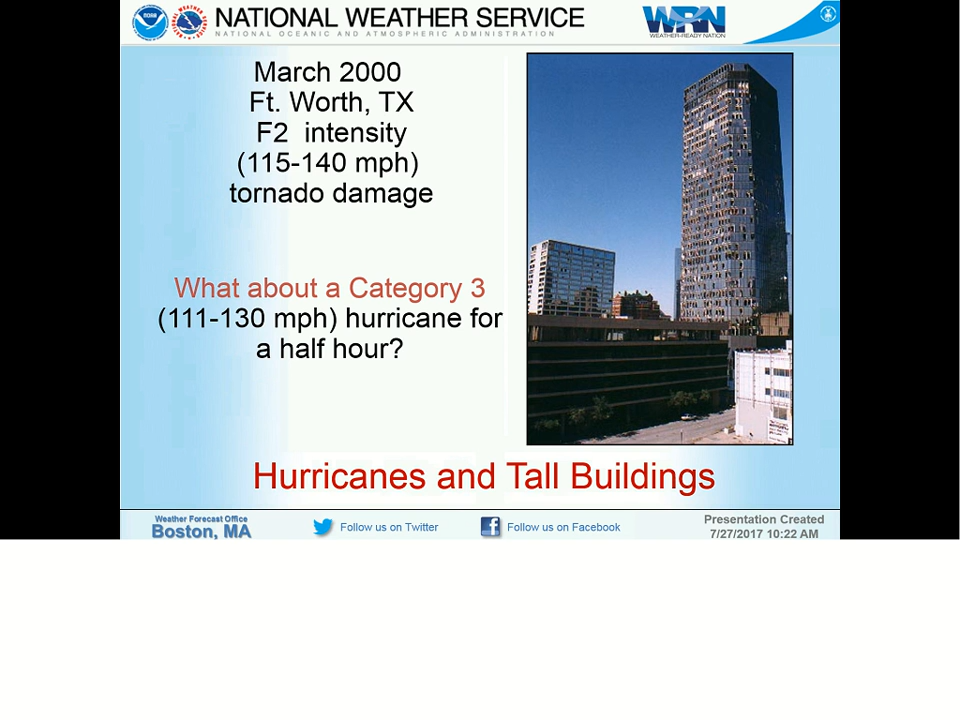 NATIONAL WEATHER SERVICE
NATIONAL OCEANIC AND ATMOSPHERIC ADMINISTRATION
WRN
WEATHER-READY NATION
March 2000
Ft. Worth, TX
F2 intensity
(115-140 mph)
tornado damage
What about a Category 3
(111-130 mph) hurricane for
a half hour?
Hurricanes and Tall Buildings
Weather Forecast Office
Boston, MA
Follow us on Twitter
Follow us on Facebook
Presentation Created
7/27/2017 10:22 AM